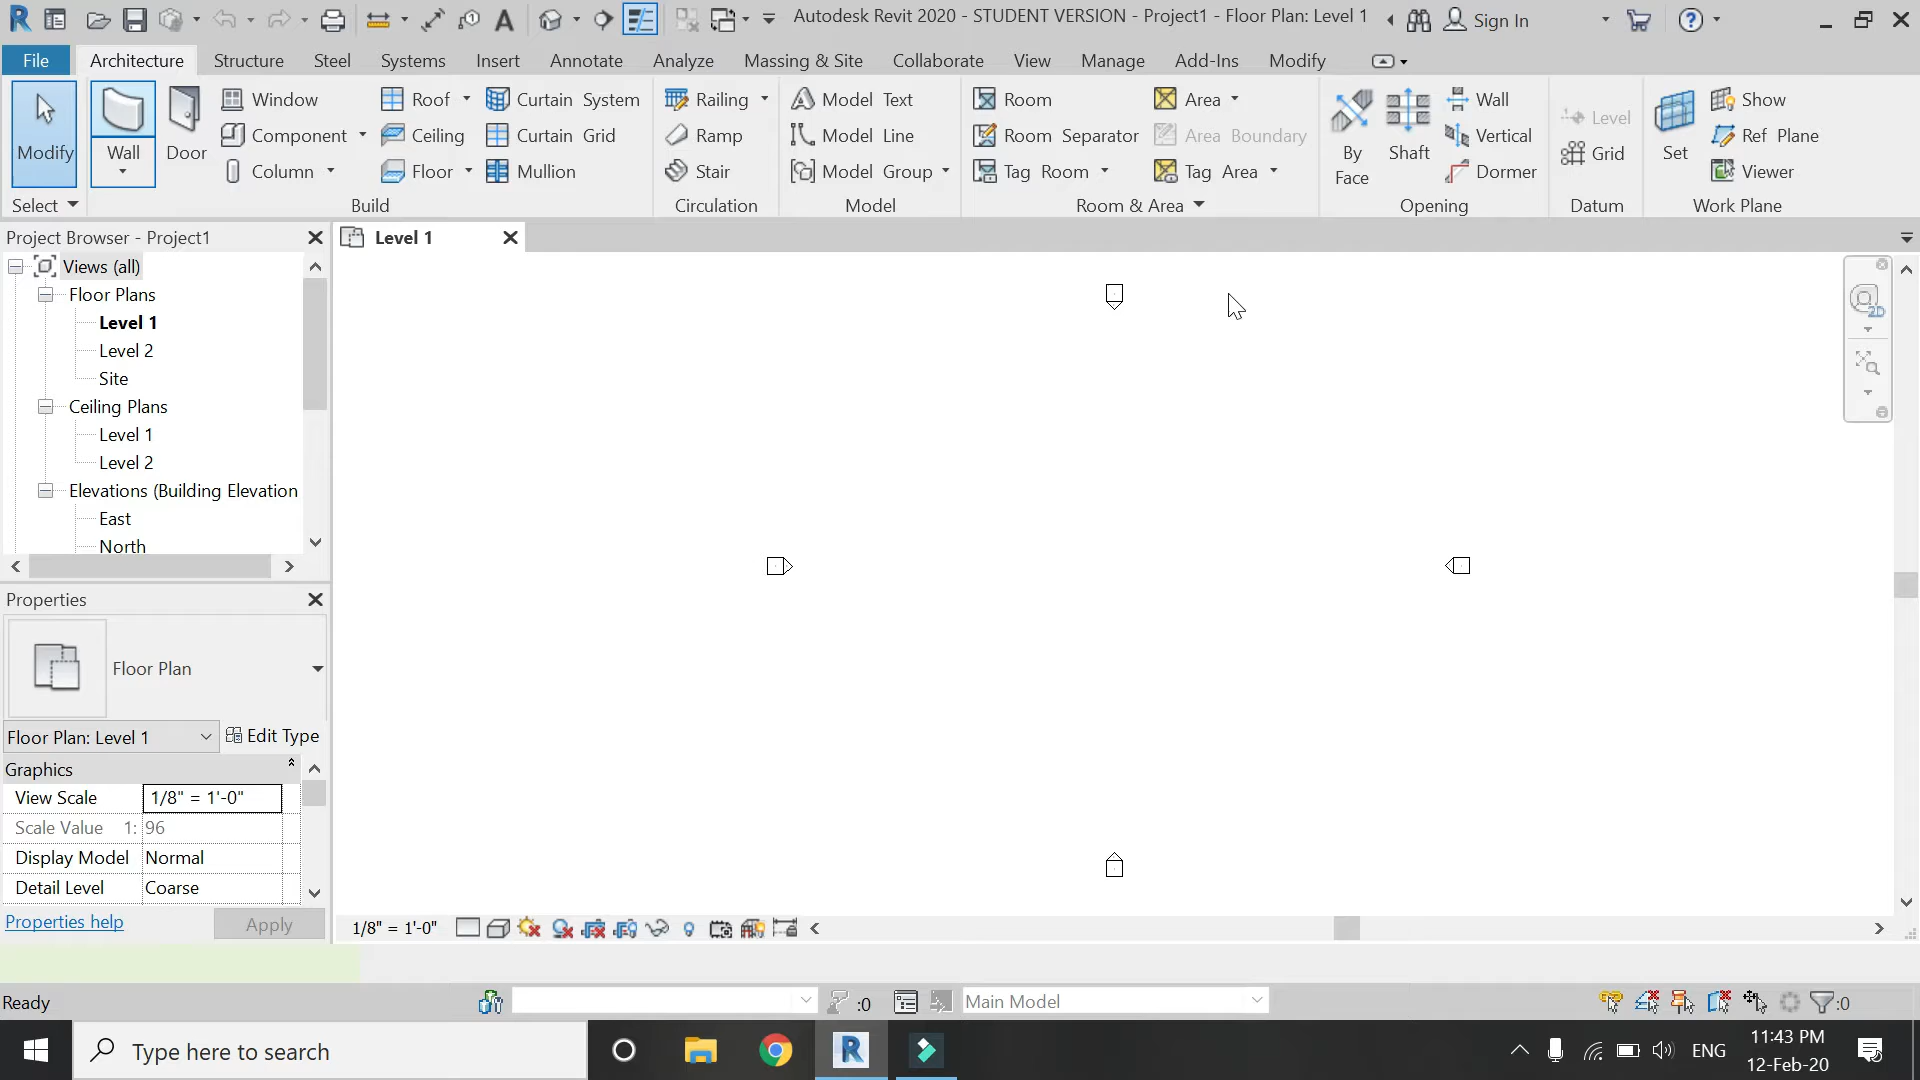 Autodesk Revit 2020 - STUDENT VERSION - Project1 - Floor Plan: Level 1
Sign In
File
Architecture
Structure
Steel
Systems
Insert
Annotate
Analyze
Massing & Site
Collaborate
View
Manage
Add-Ins
Modify
Modify
Wall
Door
Window
Component
Column
Roof
Ceiling
Floor
Curtain System
Curtain Grid
Mullion
Railing
Ramp
Stair
Model Text
Model Line
Model Group
Room
Room Separator
Tag Room
Area
Area Boundary
Tag Area
By
Face
Shaft
Wall
Vertical
Dormer
Level
Grid
Set
Show
Ref Plane
Viewer
Select
Build
Circulation
Model
Room & Area
Opening
Datum
Work Plane
Project Browser - Project1
Level 1
Views (all)
Floor Plans
Level 1
Level 2
Site
Ceiling Plans
Level 1
Level 2
Elevations (Building Elevation
East
North
2D
Properties
Floor Plan
Floor Plan: Level 1
Edit Type
Graphics
View Scale 1/8" = 1'-0"
Scale Value 1: 96
Display Model Normal
Detail Level Coarse
Properties help
Apply
1/8" = 1'-0"
Ready
:0
Main Model
:0
Type here to search
ENG
11:43 PM
12-Feb-20